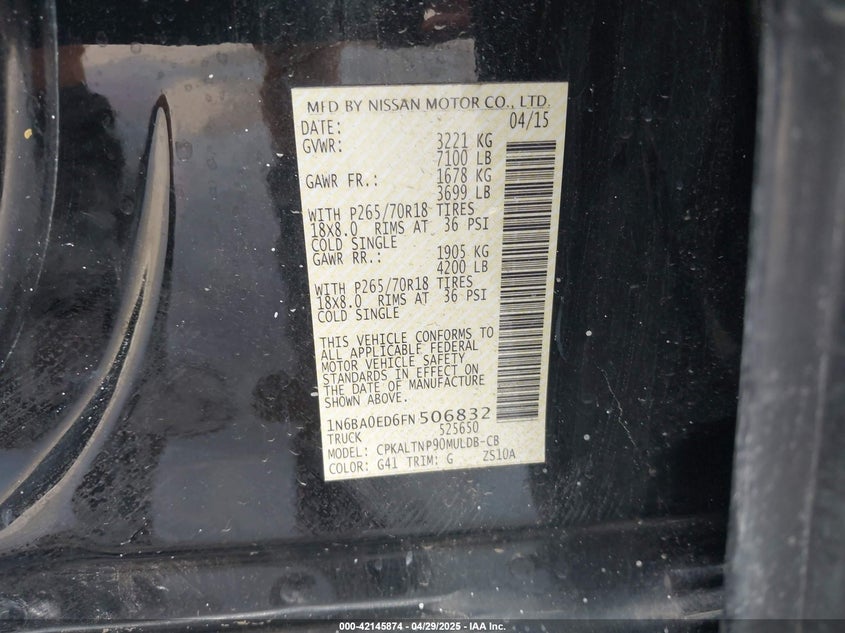 MFD BY NISSAN MOTOR CO., LTD.
DATE: 04/15
GVWR: 3221 KG
7100 LB
GAWR FR.: 1678 KG
3699 LB
WITH P265/70R18 TIRES
18X8.0 RIMS AT 36 PSI
COLD SINGLE
GAWR RR.: 1905 KG
4200 LB
WITH P265/70R18 TIRES
18X8.0 RIMS AT 36 PSI
COLD SINGLE
THIS VEHICLE CONFORMS TO
ALL APPLICABLE FEDERAL
MOTOR VEHICLE SAFETY
STANDARDS IN EFFECT ON
THE DATE OF MANUFACTURE
SHOWN ABOVE.
1N6BA0ED6FN506832
TRUCK 525650
MODEL: CPKALTNP90MULDB-CB
COLOR: G41 TRIM: G ZS10A
000-42145874 / 04/29/2025 - IAA Inc.